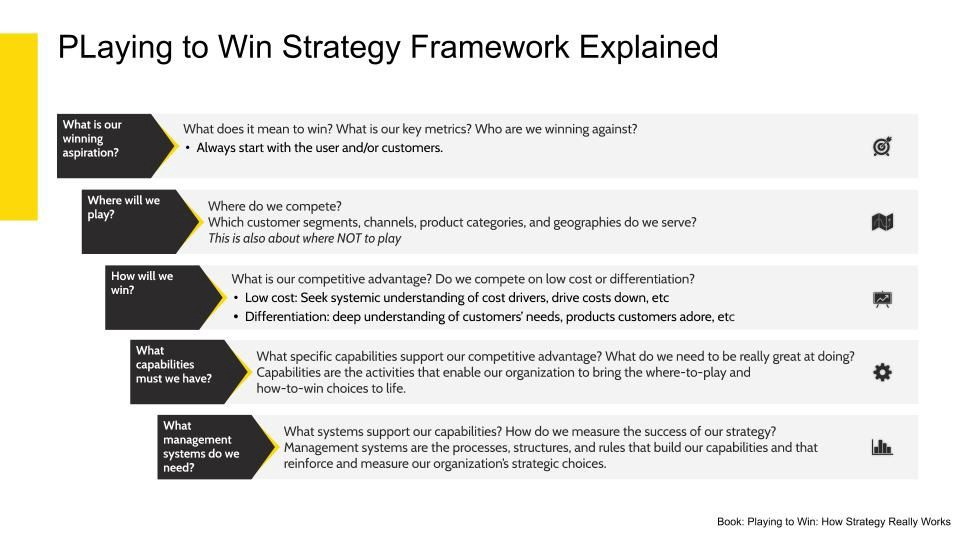 PLaying to Win Strategy Framework Explained
What is our
winning
aspiration?
What does it mean to win? What is our key metrics? Who are we winning against?
• Always start with the user and/or customers.
Where will we
play?
Where do we compete?
Which customer segments, channels, product categories, and geographies do we serve?
This is also about where NOT to play
How will we
win?
What is our competitive advantage? Do we compete on low cost or differentiation?
• Low cost: Seek systemic understanding of cost drivers, drive costs down, etc
• Differentiation: deep understanding of customers' needs, products customers adore, etc
What
capabilities
must we have?
What specific capabilities support our competitive advantage? What do we need to be really great at doing?
Capabilities are the activities that enable our organization to bring the where-to-play and
how-to-win choices to life.
What
management
systems do we
need?
What systems support our capabilities? How do we measure the success of our strategy?
Management systems are the processes, structures, and rules that build our capabilities and that
reinforce and measure our organization's strategic choices.
Book: Playing to Win: How Strategy Really Works